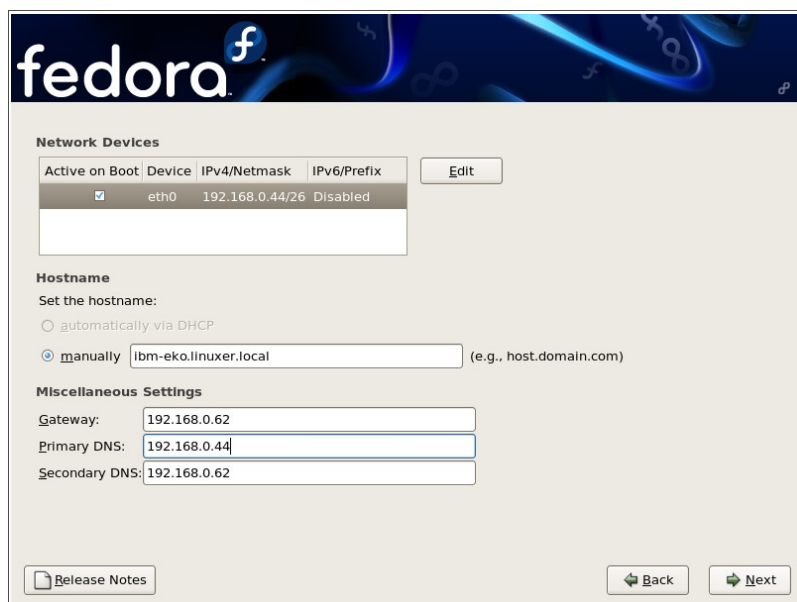 fedora
Network Devices
Active on Boot Device IPv4/Netmask IPv6/Prefix
eth0 192.168.0.44/26 Disabled
Edit
Hostname
Set the hostname:
automatically via DHCP
manually ibm-eko.linuxer.local (e.g., host.domain.com)
Miscellaneous Settings
Gateway: 192.168.0.62
Primary DNS: 192.168.0.44
Secondary DNS: 192.168.0.62
Release Notes Back Next